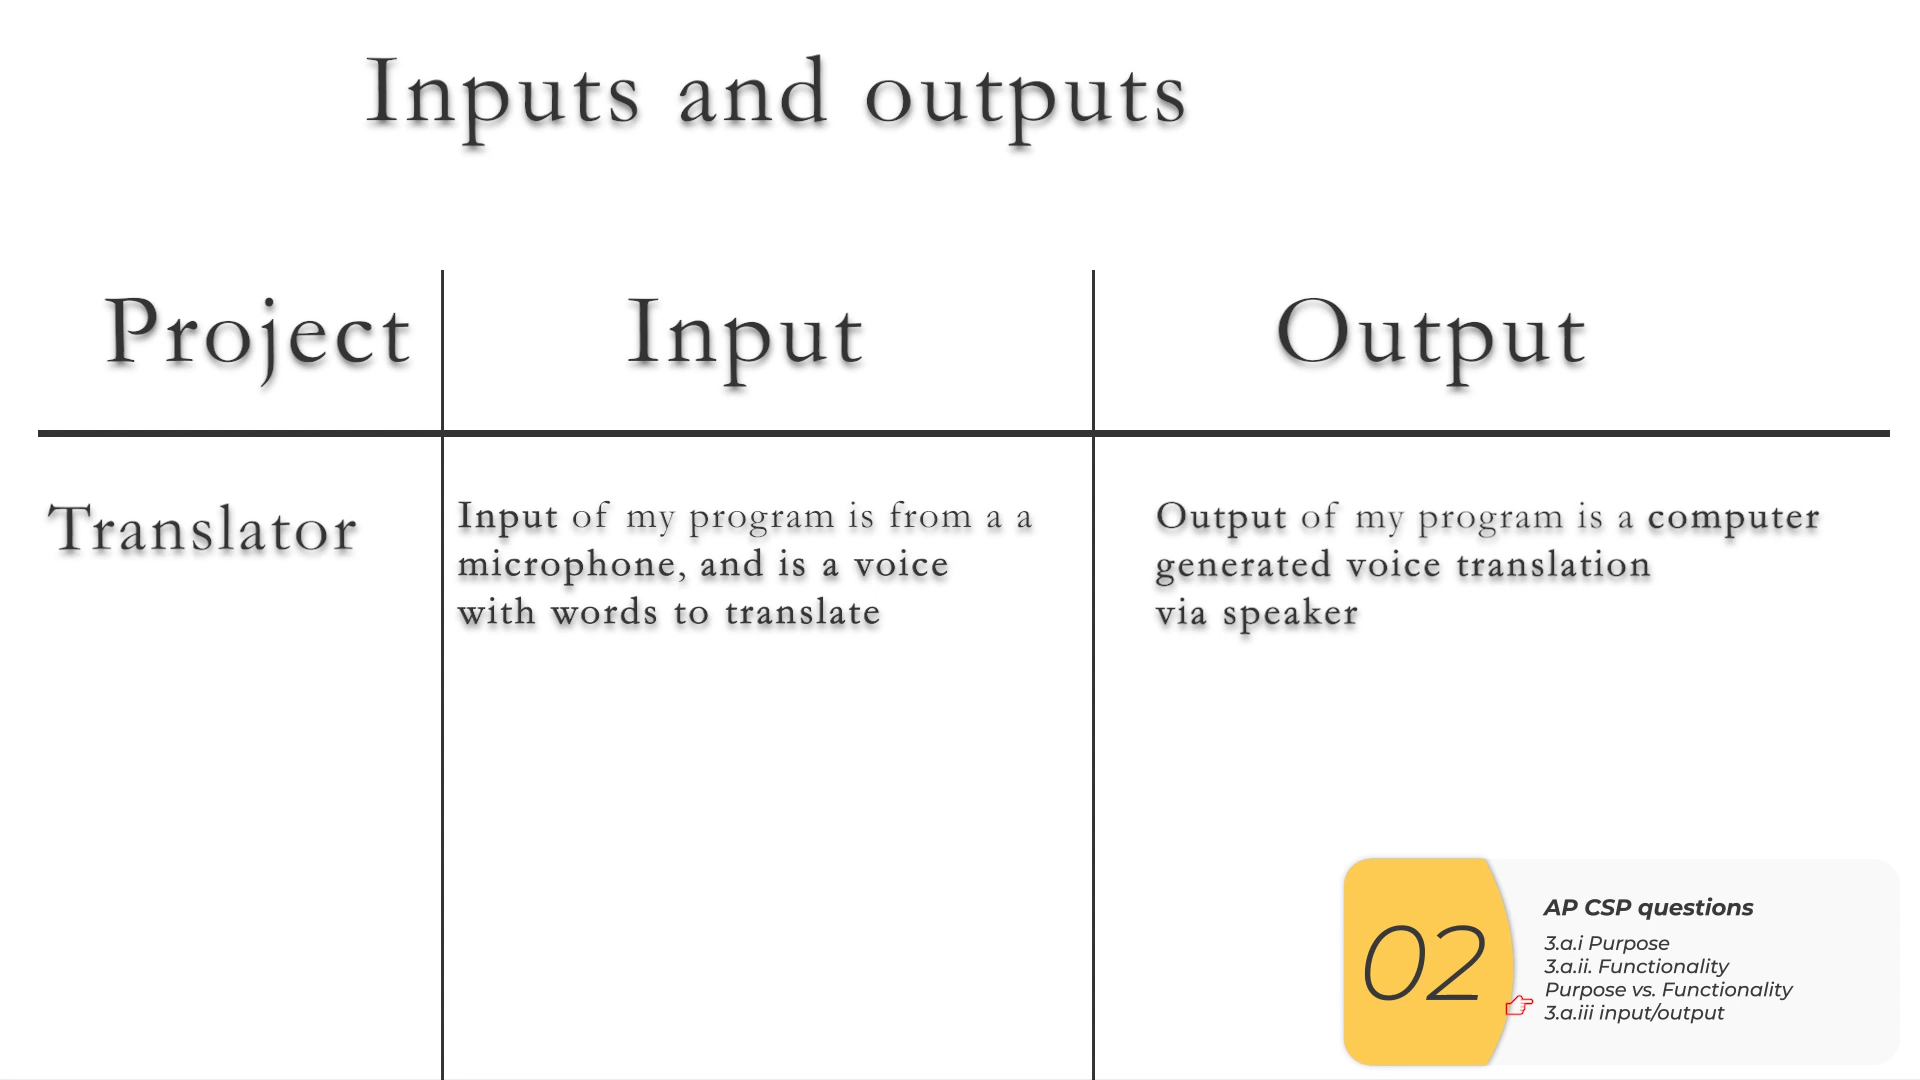 Inputs and outputs
Project
Input
Output
Translator
Input of my program is from a a
microphone, and is a voice
with words to translate
Output of my program is a computer
generated voice translation
via speaker
02
AP CSP questions
3.a.i Purpose
3.a.ii. Functionality
Purpose vs. Functionality
3.a.iii input/output